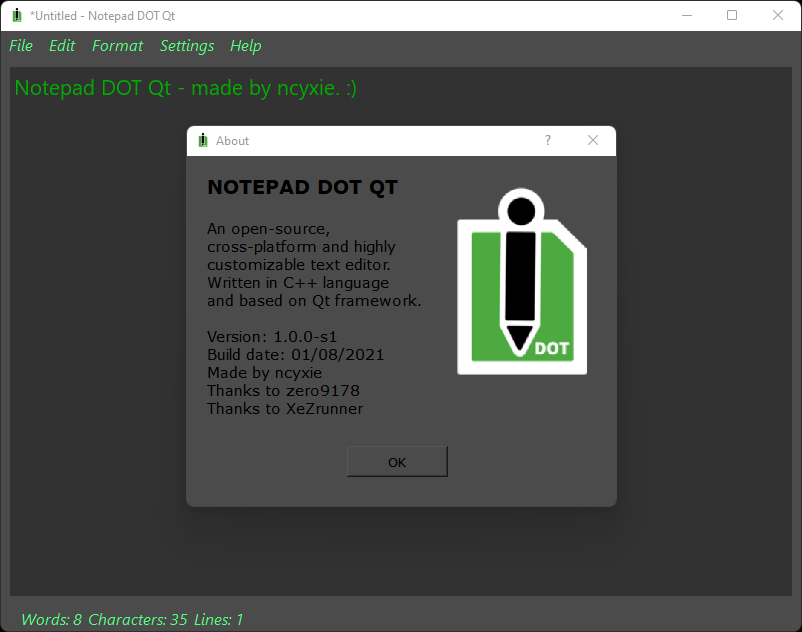 *Untitled - Notepad DOT Qt
File Edit Format Settings Help
Notepad DOT Qt - made by ncyxie. :)
About ?
NOTEPAD DOT QT
An open-source,
cross-platform and highly
customizable text editor.
Written in C++ language
and based on Qt framework.
Version: 1.0.0-s1
Build date: 01/08/2021
Made by ncyxie
Thanks to zero9178
Thanks to XeZrunner
DOT
OK
Words: 8 Characters: 35 Lines: 1